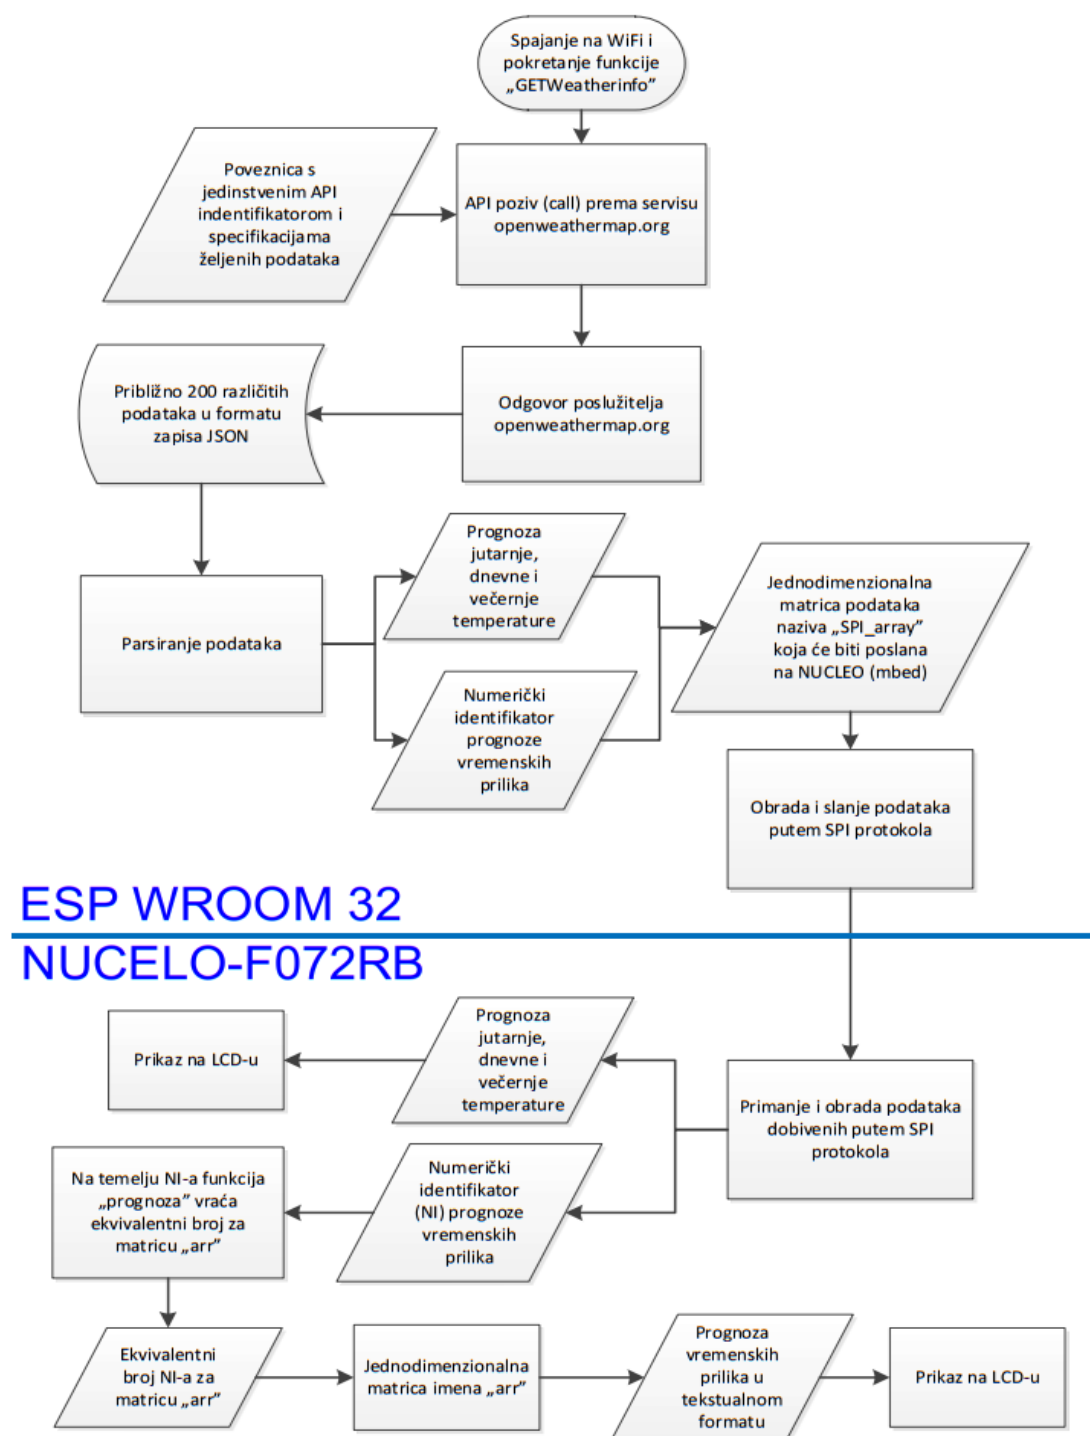 Spajanje na WiFi i
pokretanje funkcije
„GETWeatherinfo”
Poveznica s
jedinstvenim API
indentifikatorom i
specifikacijama
željenih podataka
API poziv (call) prema servisu
openweathermap.org
Približno 200 različitih
podataka u formatu
zapisa JSON
Odgovor poslužitelja
openweathermap.org
Parsiranje podataka
Prognoza
jutarnje,
dnevne i
večernje
temperature
Numerički
identifikator
prognoze
vremenskih
prilika
Jednodimenzionalna
matrica podataka
naziva „SPI_array”
koja će biti poslana
na NUCLEO (mbed)
Obrada i slanje podataka
putem SPI protokola
ESP WROOM 32
NUCELO-F072RB
Primanje i obrada podataka
dobivenih putem SPI
protokola
Prognoza
jutarnje,
dnevne i
večernje
temperature
Prikaz na LCD-u
Numerički
identifikator
(NI) prognoze
vremenskih
prilika
Na temelju NI-a funkcija
„prognoza” vraća
ekvivalentni broj za
matricu „arr”
Ekvivalentni
broj NI-a za
matricu „arr”
Jednodimenzionalna
matrica imena „arr”
Prognoza
vremenskih
prilika u
tekstualnom
formatu
Prikaz na LCD-u